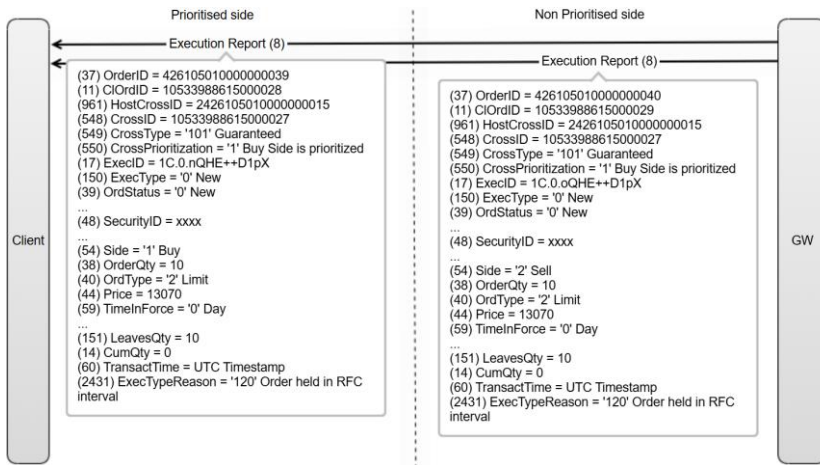 Prioritised side
Non Prioritised side
Execution Report (8)
Execution Report (8)
Client
(37) OrderID = 426105010000000039
(11) ClOrdID = 10533988615000028
(961) HostCrossID = 2426105010000000015
(548) CrossID = 10533988615000027
(549) CrossType = '101' Guaranteed
(550) CrossPrioritization = '1' Buy Side is prioritized
(17) ExecID = 1C.0.nQHE++D1pX
(150) ExecType = '0' New
(39) OrdStatus = '0' New
...
(48) SecurityID = xxxx
...
(54) Side = '1' Buy
(38) OrderQty = 10
(40) OrdType = '2' Limit
(44) Price = 13070
(59) TimeInForce = '0' Day
...
(151) LeavesQty = 10
(14) CumQty = 0
(60) TransactTime = UTC Timestamp
(2431) ExecTypeReason = '120' Order held in RFC
interval
(37) OrderID = 426105010000000040
(11) ClOrdID = 10533988615000029
(961) HostCrossID = 2426105010000000015
(548) CrossID = 10533988615000027
(549) CrossType = '101' Guaranteed
(550) CrossPrioritization = '1' Buy Side is prioritized
(17) ExecID = 1C.0.oQHE++D1pX
(150) ExecType = '0' New
(39) OrdStatus = '0' New
...
(48) SecurityID = xxxx
...
(54) Side = '2' Sell
(38) OrderQty = 10
(40) OrdType = '2' Limit
(44) Price = 13070
(59) TimeInForce = '0' Day
...
(151) LeavesQty = 10
(14) CumQty = 0
(60) TransactTime = UTC Timestamp
(2431) ExecTypeReason = '120' Order held in RFC
interval
GW